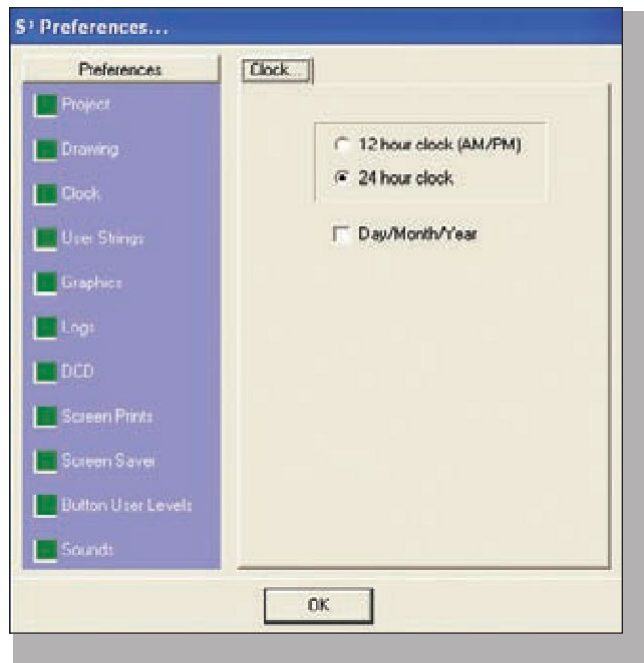 S³ Preferences...
Preferences
Project
Drawing
Clock
User Strings
Graphics
Logs
DCD
Screen Prints
Screen Saver
Button User Levels
Sounds
Clock...
12 hour clock (AM/PM)
24 hour clock
Day/Month/Year
OK